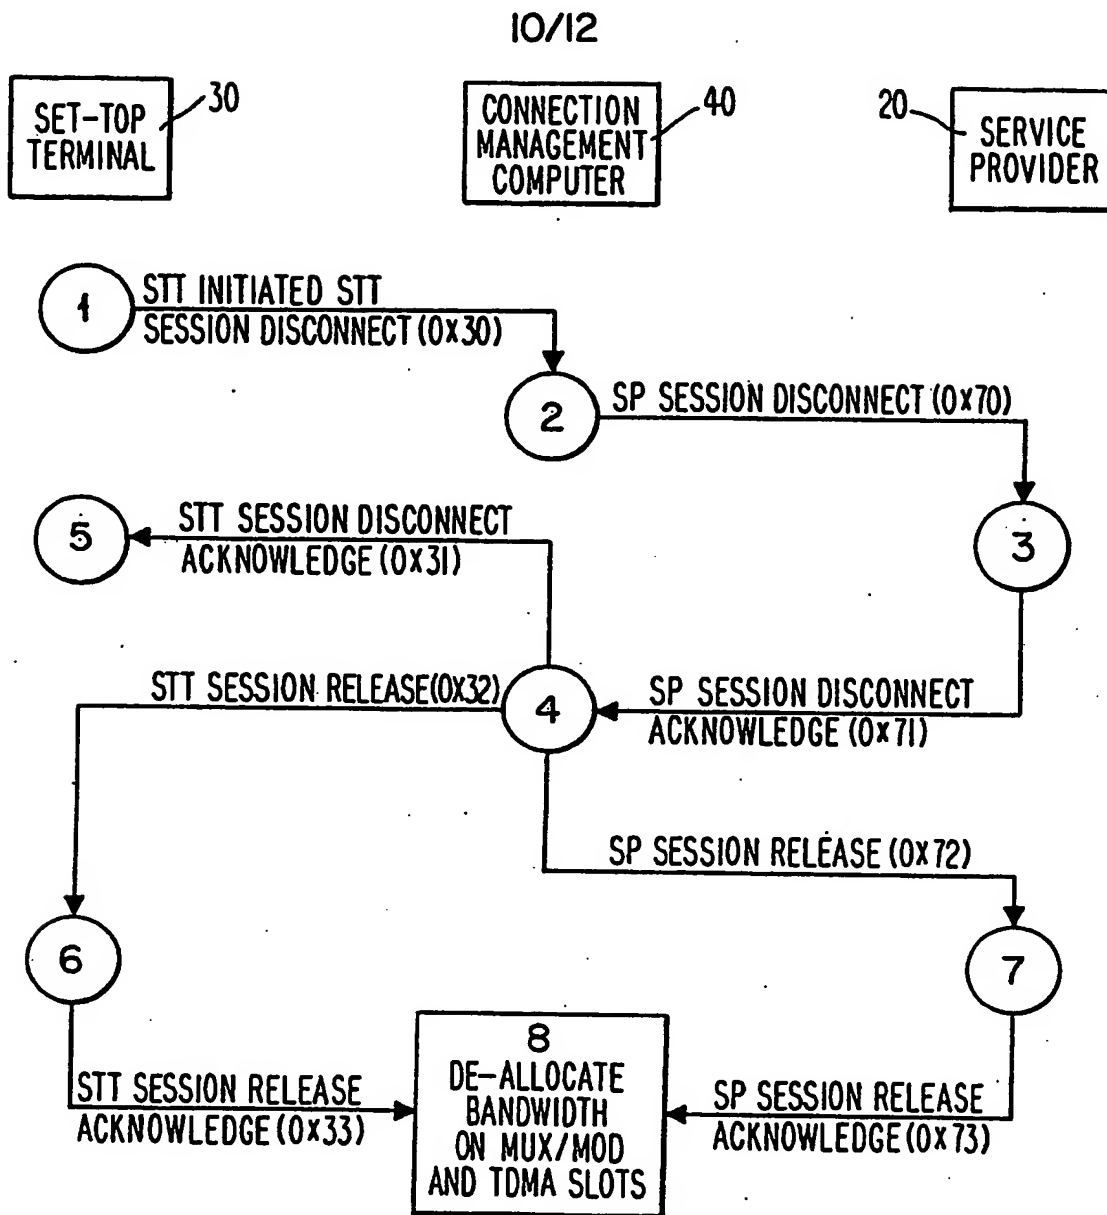 10/12
SET-TOP
TERMINAL
30
CONNECTION
MANAGEMENT
COMPUTER
40
20
SERVICE
PROVIDER
1
STT INITIATED STT
SESSION DISCONNECT (0X30)
2
SP SESSION DISCONNECT (0X70)
3
5
STT SESSION DISCONNECT
ACKNOWLEDGE (0X31)
STT SESSION RELEASE(0X32)
4
SP SESSION DISCONNECT
ACKNOWLEDGE (0X71)
SP SESSION RELEASE (0X72)
6
7
STT SESSION RELEASE
ACKNOWLEDGE (0X33)
8
DE-ALLOCATE
BANDWIDTH
ON MUX/MOD
AND TDMA SLOTS
SP SESSION RELEASE
ACKNOWLEDGE (0X73)